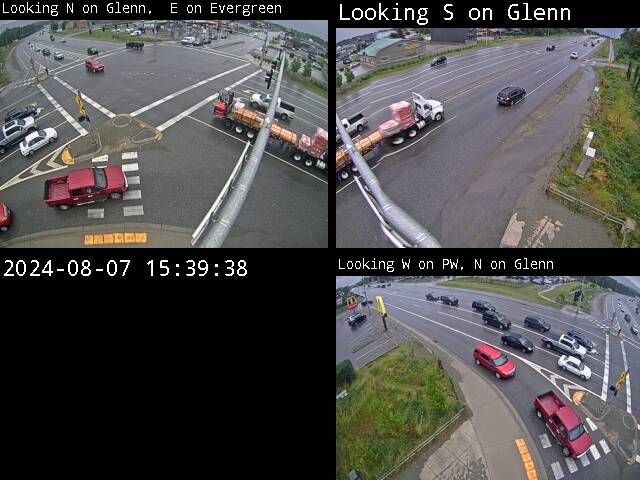 Looking N on Glenn, E on Evergreen
Looking S on Glenn
2024-08-07 15:39:38
Looking W on PW, N on Glenn